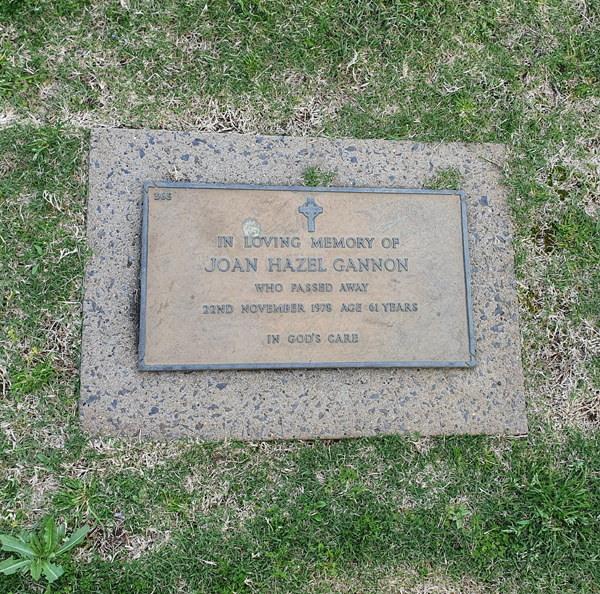 365
IN LOVING MEMORY OF
JOAN HAZEL GANNON
WHO PASSED AWAY
22ND NOVEMBER 1978 AGE 61 YEARS
IN GOD'S CARE